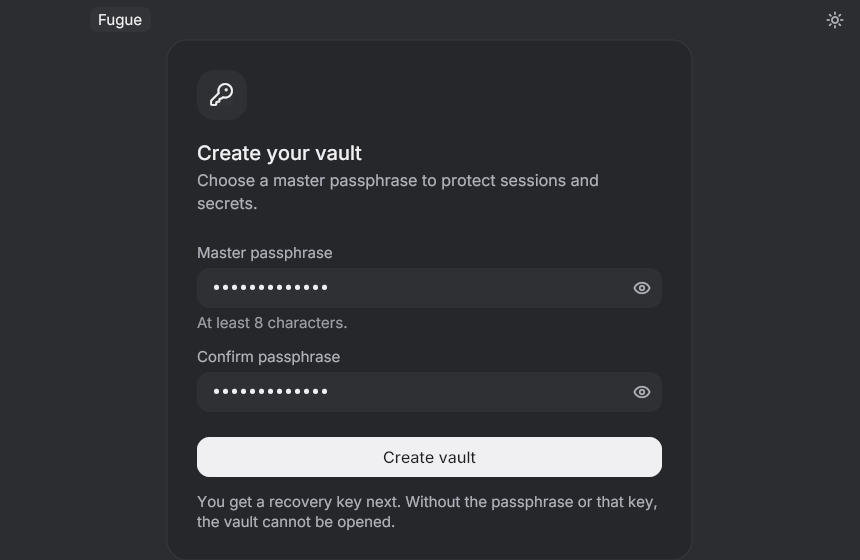 Fugue
Create your vault
Choose a master passphrase to protect sessions and
secrets.
Master passphrase
•••••••••••••
At least 8 characters.
Confirm passphrase
•••••••••••••
Create vault
You get a recovery key next. Without the passphrase or that key,
the vault cannot be opened.